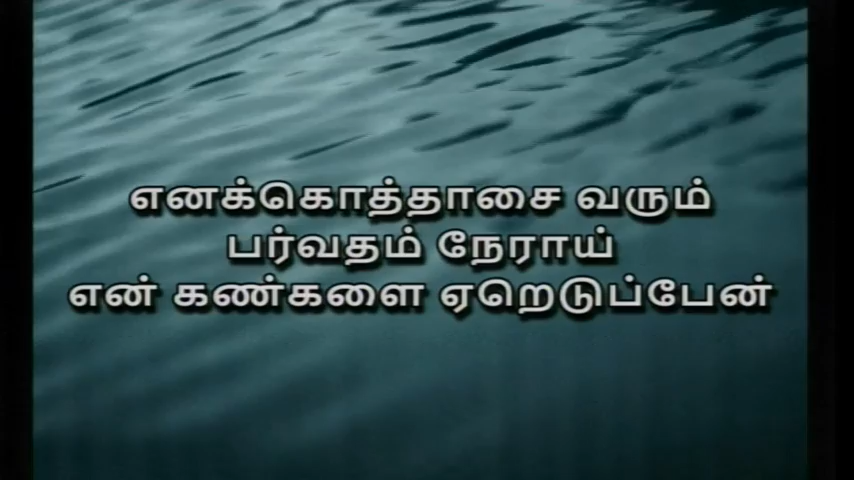 எனக்கொத்தாசை வரும்
பர்வதம் நேராய்
என் கண்களை ஏறெடுப்பேன்